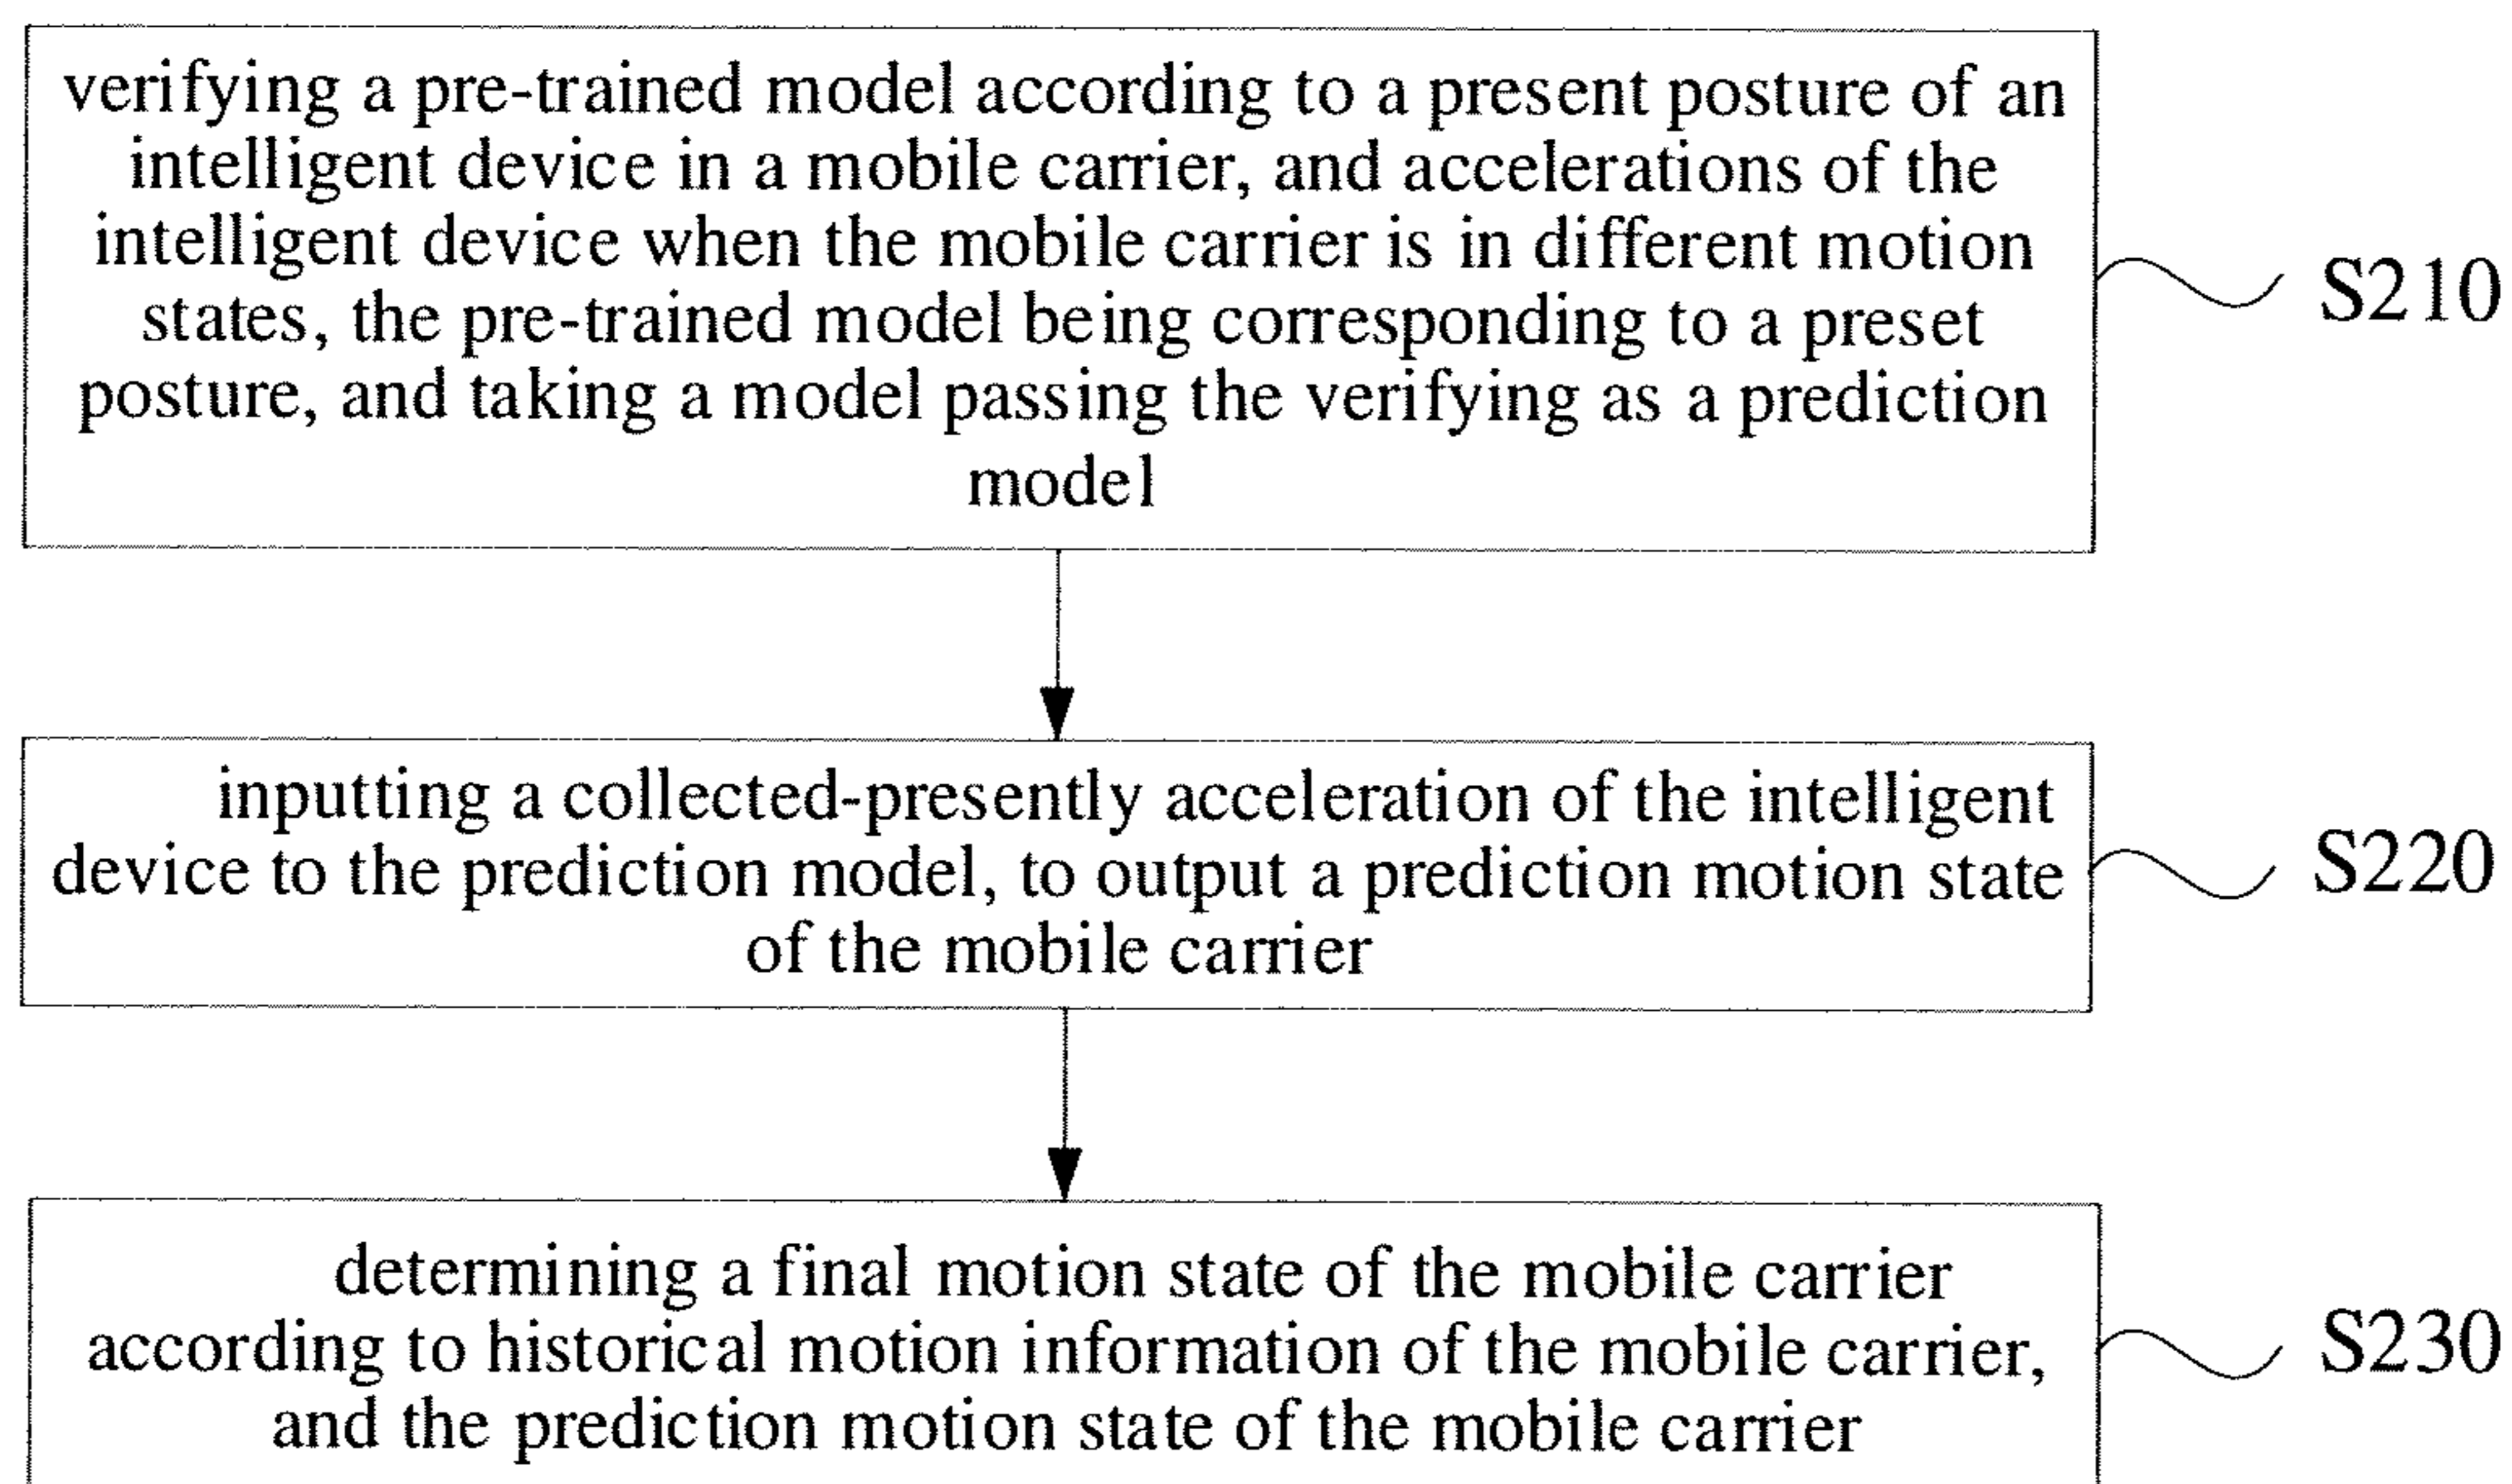 verifying a pre-trained model according to a present posture of an
intelligent device in a mobile carrier, and accelerations of the
intelligent device when the mobile carrier is in different motion
states, the pre-trained model being corresponding to a preset
posture, and taking a model passing the verifying as a prediction
model
S210
inputting a collected-presently acceleration of the intelligent
device to the prediction model, to output a prediction motion state
of the mobile carrier
S220
determining a final motion state of the mobile carrier
according to historical motion information of the mobile carrier,
and the prediction motion state of the mobile carrier
S230